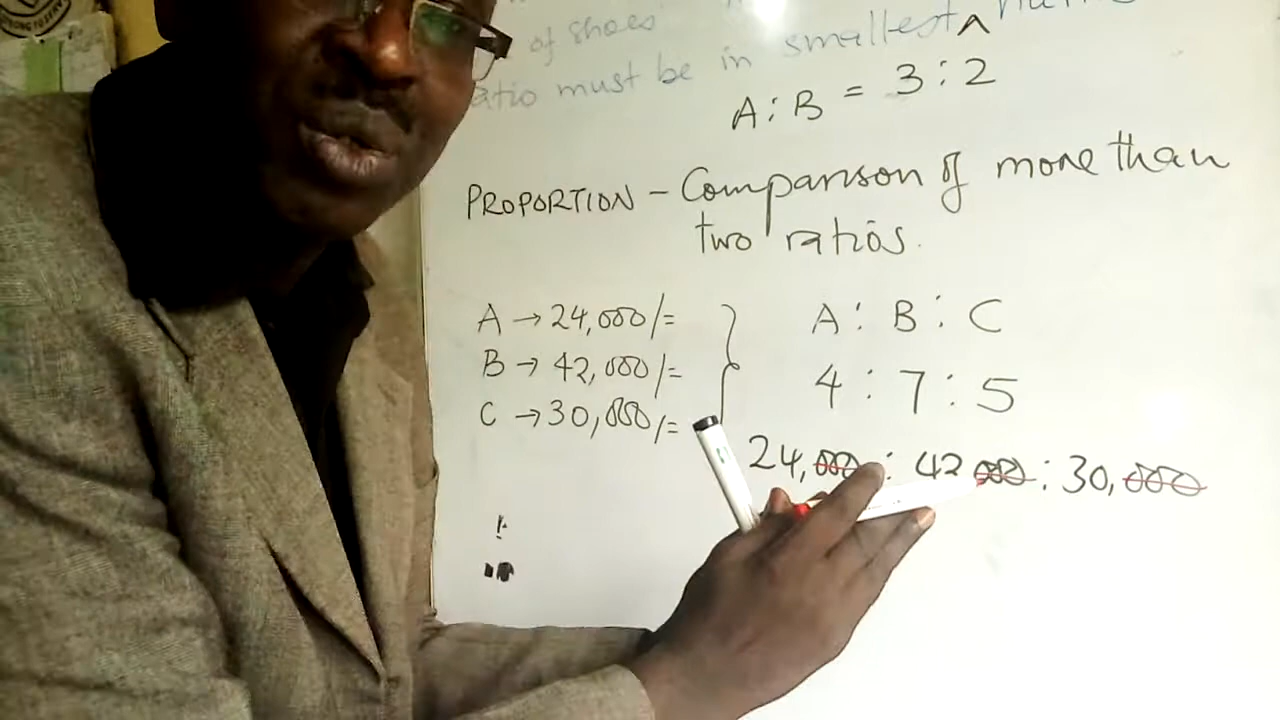 of shoes
ratio must be in smallest ^
A : B = 3 : 2
PROPORTION - Comparison of more than
two ratios.
A → 24,000/=
B → 42,000/=
C → 30,000/=
A : B : C
4 : 7 : 5
24,000 : 42 000 : 30,000